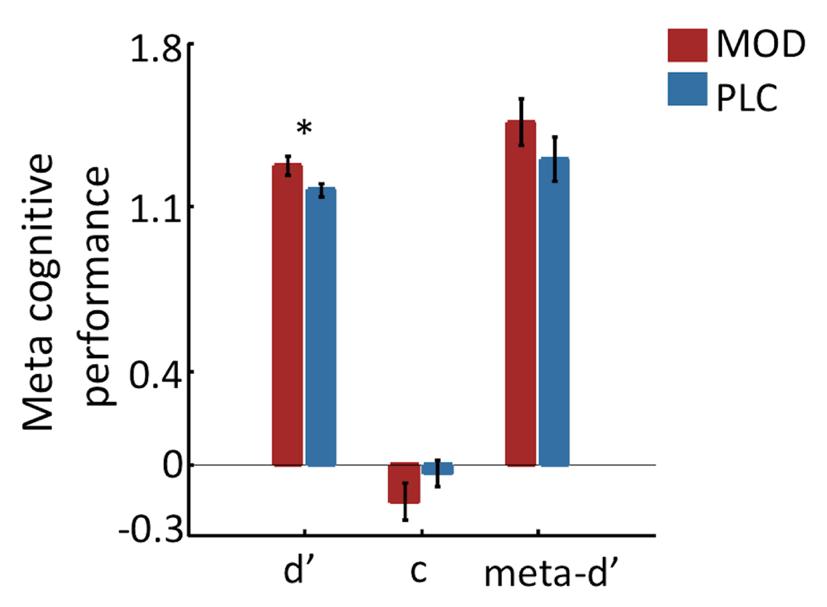 MOD
PLC
Meta cognitive
performance
1.8
1.1
0.4
0
-0.3
*
d’
c
meta-d’